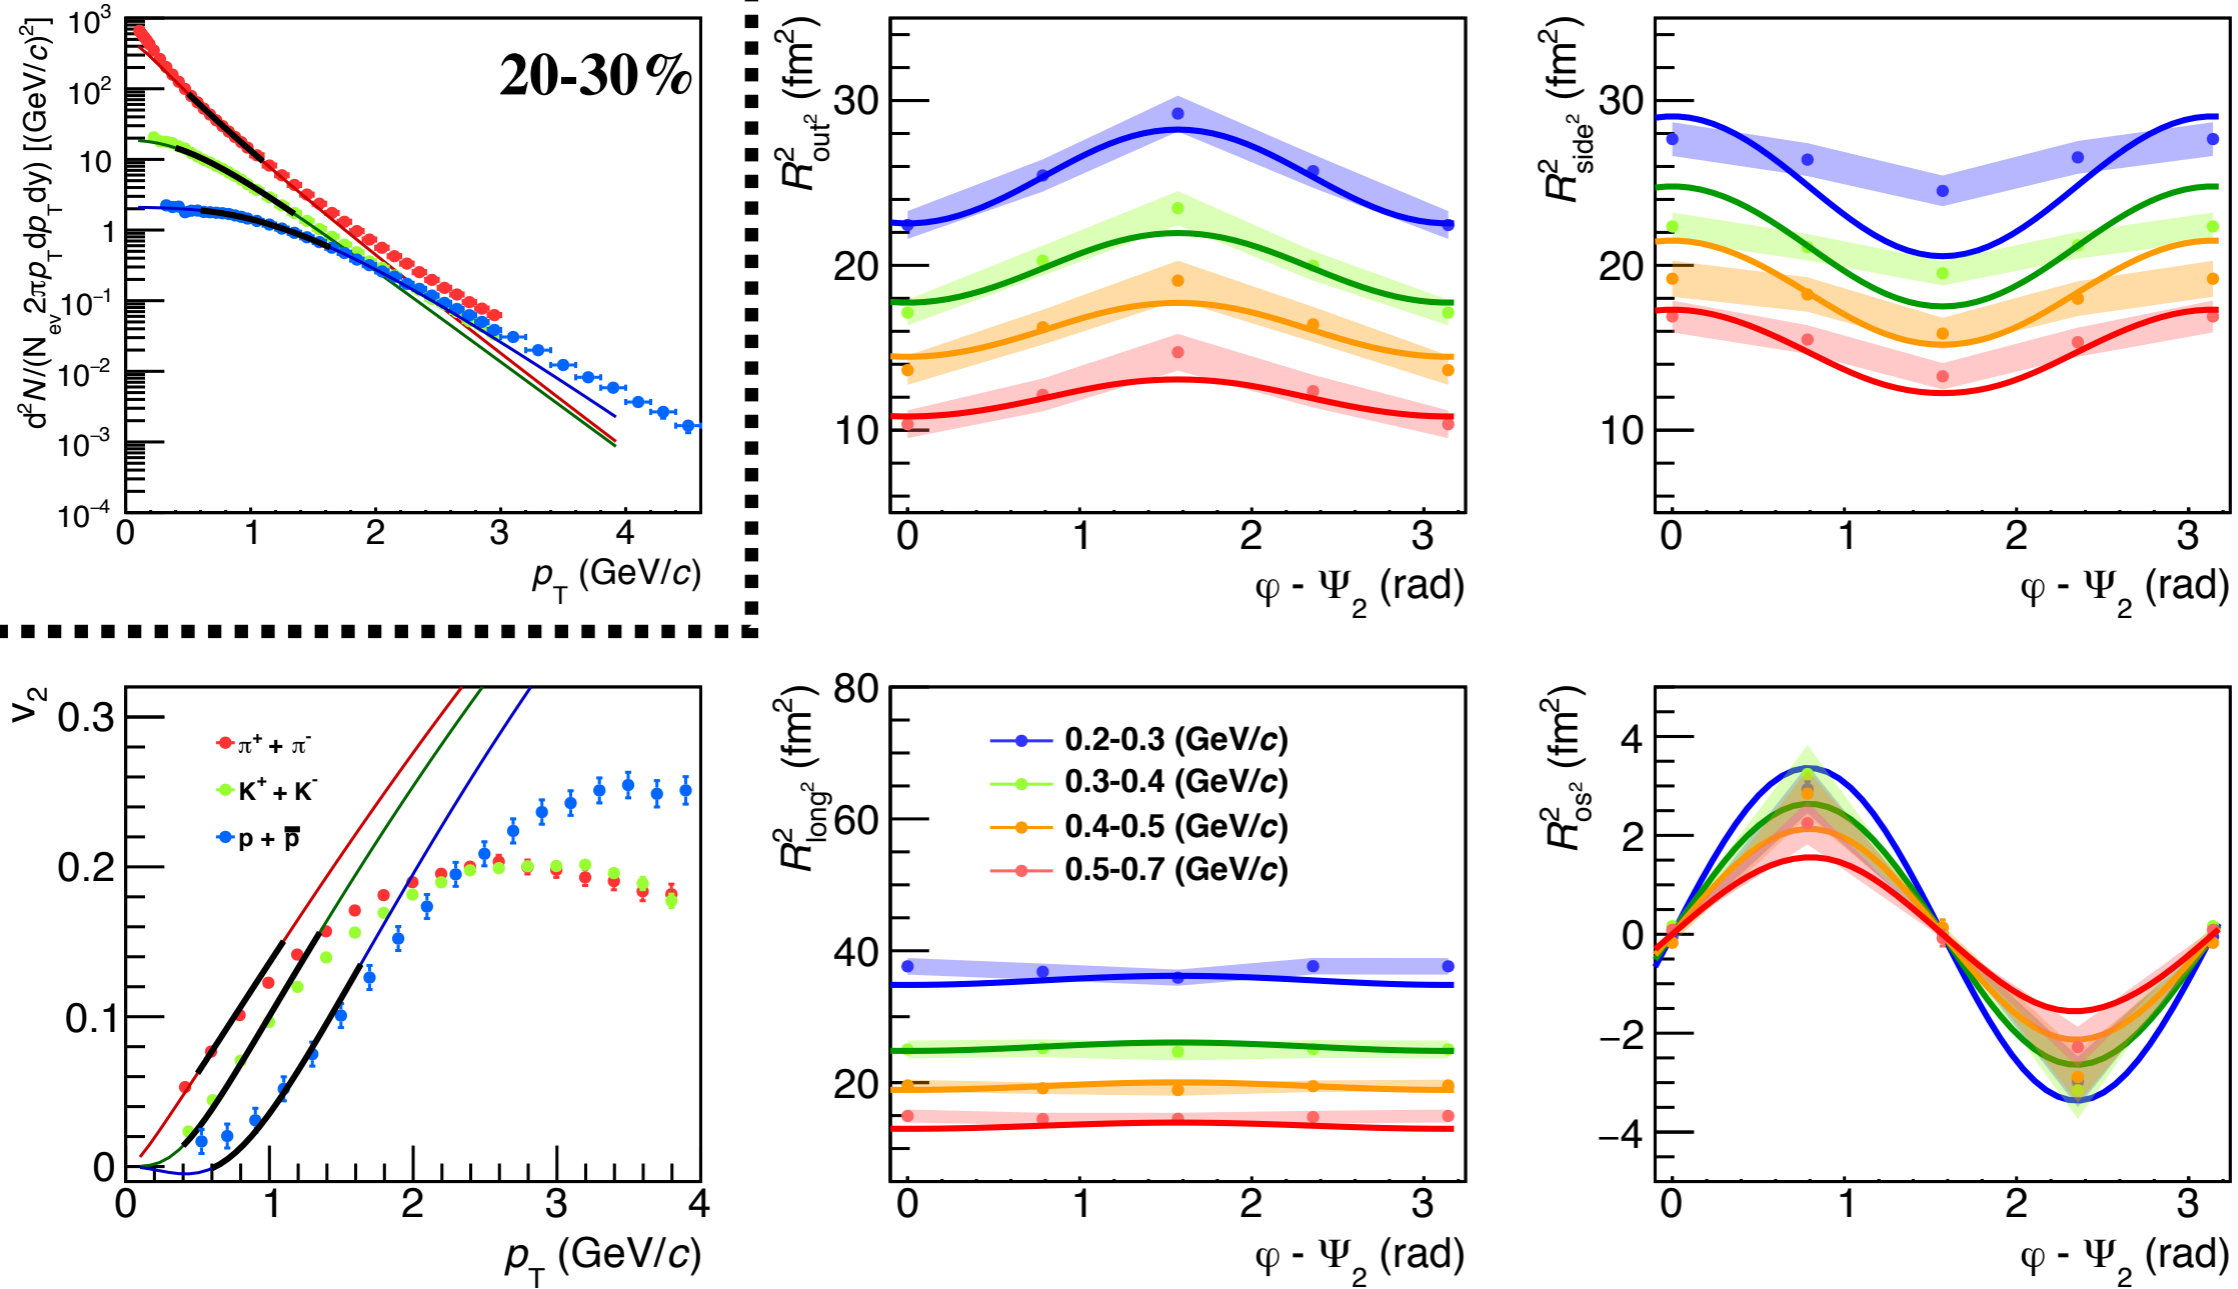 20-30%
d²N/(N_ev 2πp_T dp_T dy) [(GeV/c)²]
10³
10²
10
1
10⁻¹
10⁻²
10⁻³
10⁻⁴
0 1 2 3 4
p_T (GeV/c)
R²_out² (fm²)
30
20
10
0 1 2 3
φ - Ψ₂ (rad)
R²_side² (fm²)
30
20
10
0 1 2 3
φ - Ψ₂ (rad)
v₂
0.3
0.2
0.1
0
π⁺ + π⁻
K⁺ + K⁻
p + p̅
0 1 2 3 4
p_T (GeV/c)
R²_long² (fm²)
80
60
40
20
0.2-0.3 (GeV/c)
0.3-0.4 (GeV/c)
0.4-0.5 (GeV/c)
0.5-0.7 (GeV/c)
0 1 2 3
φ - Ψ₂ (rad)
R²_os² (fm²)
4
2
0
−2
−4
0 1 2 3
φ - Ψ₂ (rad)